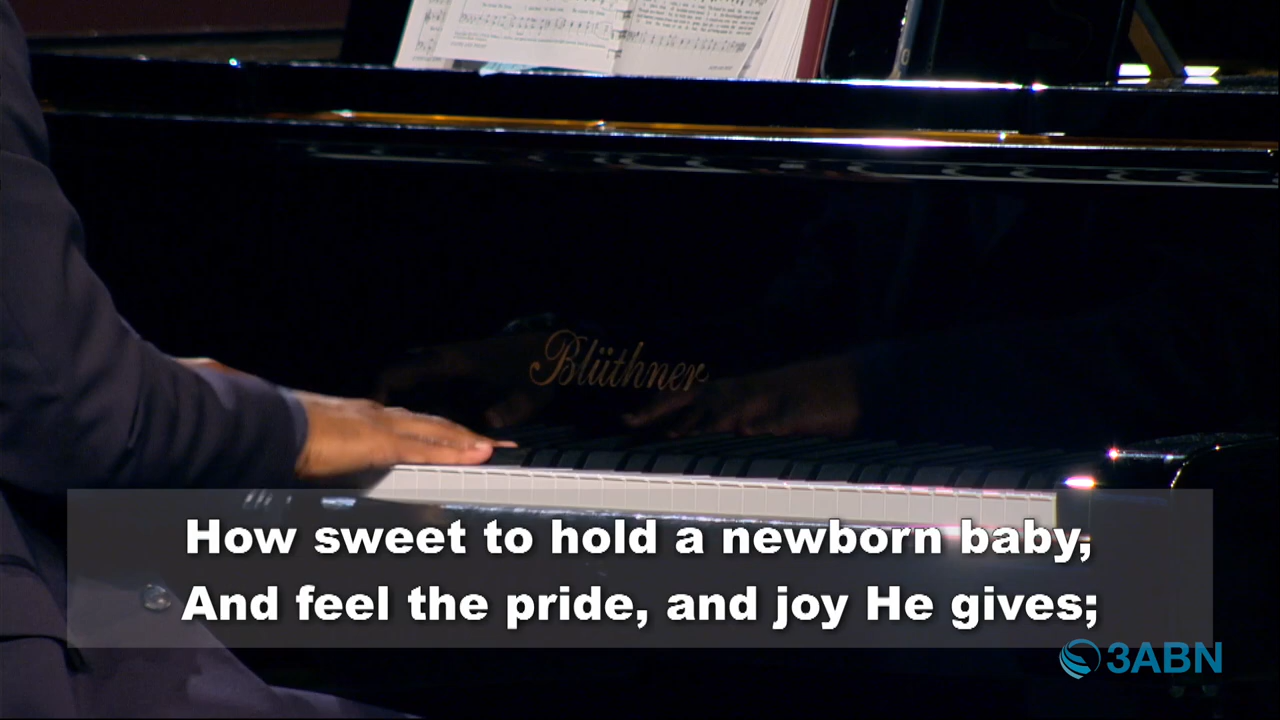 Blüthner
How sweet to hold a newborn baby,
And feel the pride, and joy He gives;
3ABN